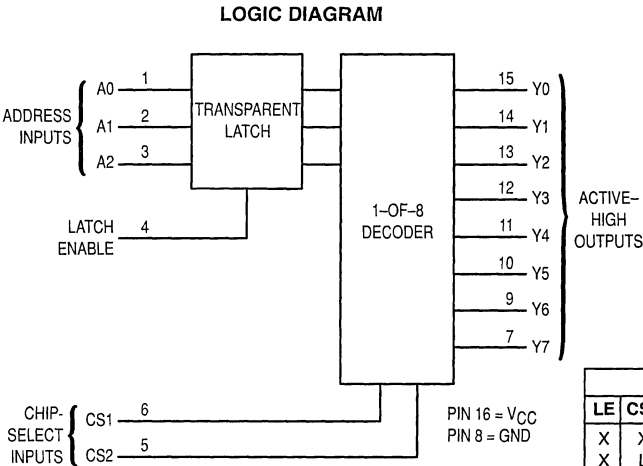 LOGIC DIAGRAM
ADDRESS
INPUTS
A0 1
A1 2
A2 3
TRANSPARENT
LATCH
LATCH
ENABLE
4
1–OF–8
DECODER
15 Y0
14 Y1
13 Y2
12 Y3
11 Y4
10 Y5
9 Y6
7 Y7
ACTIVE–
HIGH
OUTPUTS
CHIP-
SELECT
INPUTS
CS1 6
CS2 5
PIN 16 = VCC
PIN 8 = GND
LE
X
X